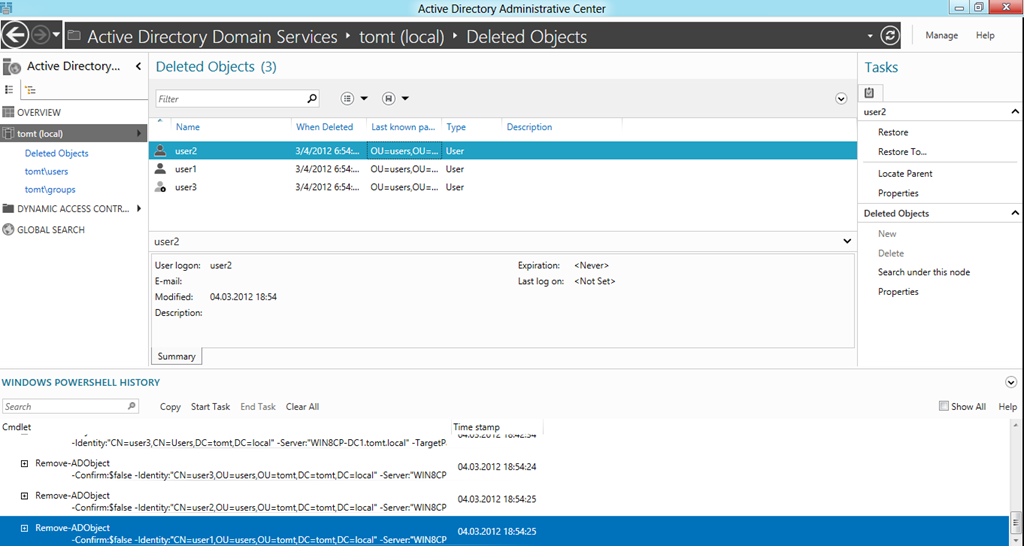 Active Directory Administrative Center
Active Directory Domain Services tomt (local) Deleted Objects
Manage Help
Active Directory...
OVERVIEW
tomt (local)
Deleted Objects
tomt\users
tomt\groups
DYNAMIC ACCESS CONTR...
GLOBAL SEARCH
Deleted Objects (3)
Filter
Name When Deleted Last known pa... Type Description
user2 3/4/2012 6:54:... OU=users,OU=... User
user1 3/4/2012 6:54:... OU=users,OU=... User
user3 3/4/2012 6:54:... OU=users,OU=... User
user2
User logon: user2 Expiration: <Never>
E-mail: Last log on: <Not Set>
Modified: 04.03.2012 18:54
Description:
Summary
Tasks
user2
Restore
Restore To...
Locate Parent
Properties
Deleted Objects
New
Delete
Search under this node
Properties
WINDOWS POWERSHELL HISTORY
Search Copy Start Task End Task Clear All Show All Help
Cmdlet Time stamp
-Identity:"CN=user3,CN=Users,DC=tomt,DC=local" -Server:"WIN8CP-DC1.tomt.local" -TargetP 04.03.2012 18:42:34
Remove-ADObject
-Confirm:$false -Identity:"CN=user3,OU=users,OU=tomt,DC=tomt,DC=local" -Server:"WIN8CP 04.03.2012 18:54:24
Remove-ADObject
-Confirm:$false -Identity:"CN=user2,OU=users,OU=tomt,DC=tomt,DC=local" -Server:"WIN8CP 04.03.2012 18:54:25
Remove-ADObject
-Confirm:$false -Identity:"CN=user1,OU=users,OU=tomt,DC=tomt,DC=local" -Server:"WIN8CP 04.03.2012 18:54:25